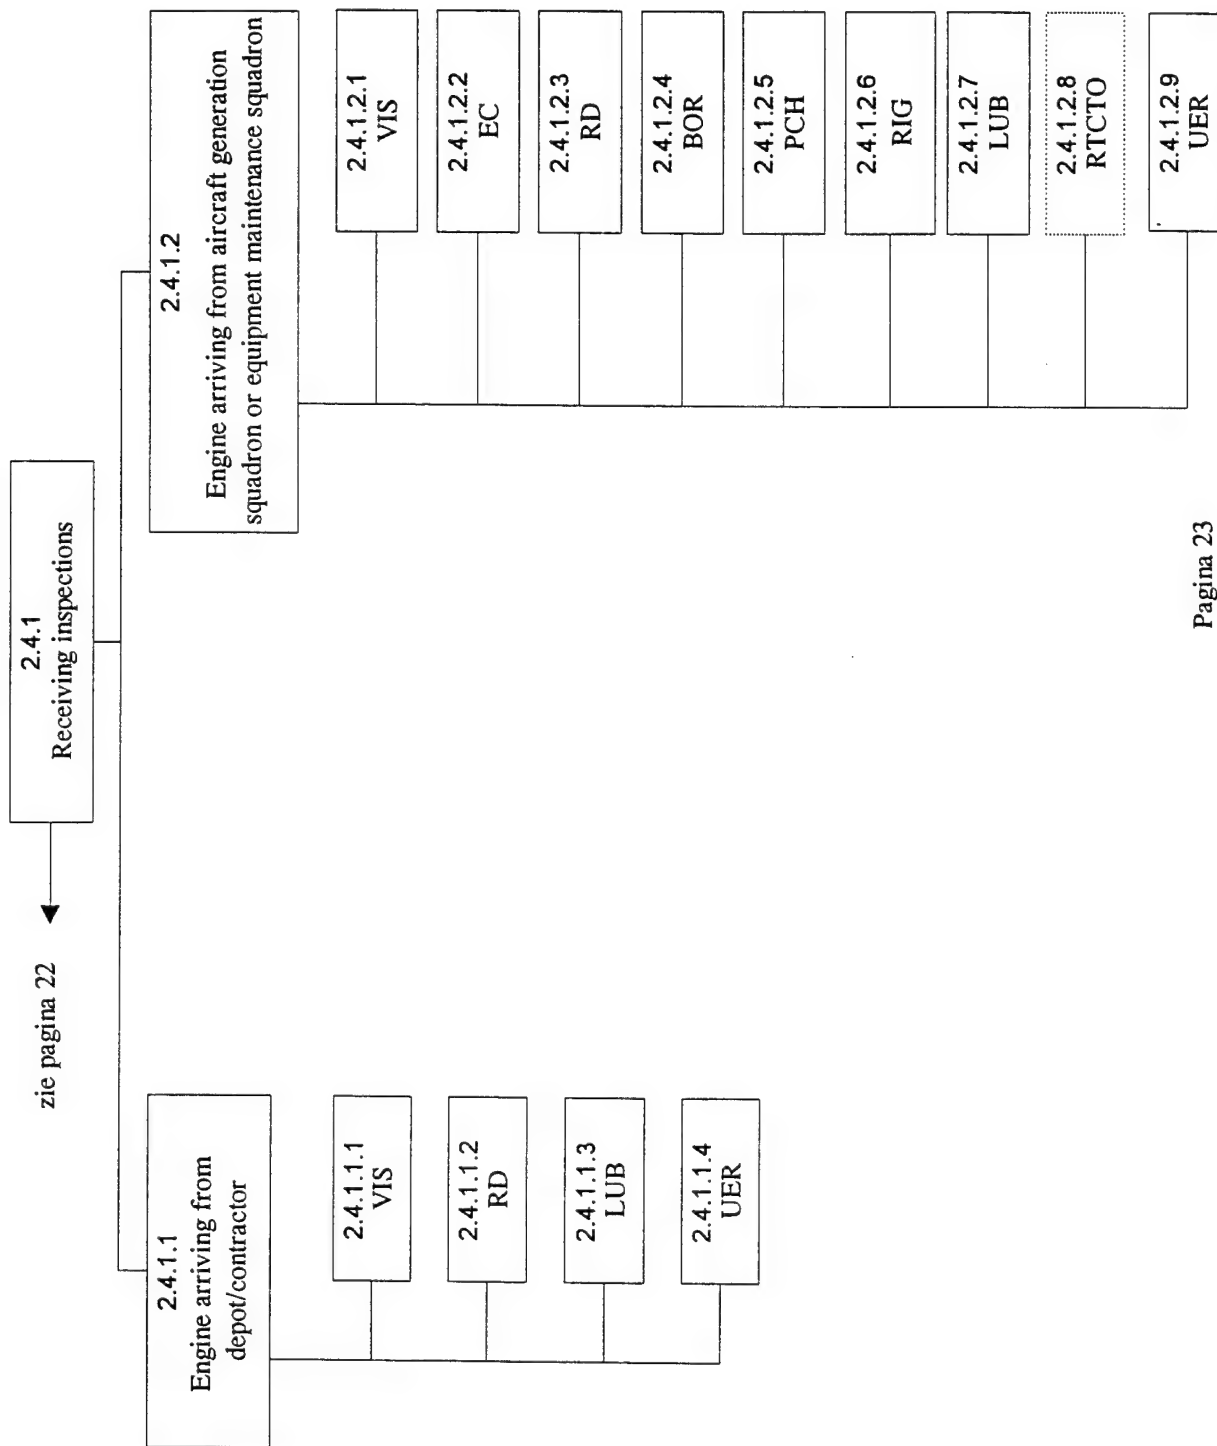 zie pagina 22
2.4.1
Receiving inspections
2.4.1.1
Engine arriving from
depot/contractor
2.4.1.1.1
VIS
2.4.1.1.2
RD
2.4.1.1.3
LUB
2.4.1.1.4
UER
2.4.1.2
Engine arriving from aircraft generation
squadron or equipment maintenance squadron
2.4.1.2.1
VIS
2.4.1.2.2
EC
2.4.1.2.3
RD
2.4.1.2.4
BOR
2.4.1.2.5
PCH
2.4.1.2.6
RIG
2.4.1.2.7
LUB
2.4.1.2.8
RTCTO
2.4.1.2.9
UER
Pagina 23